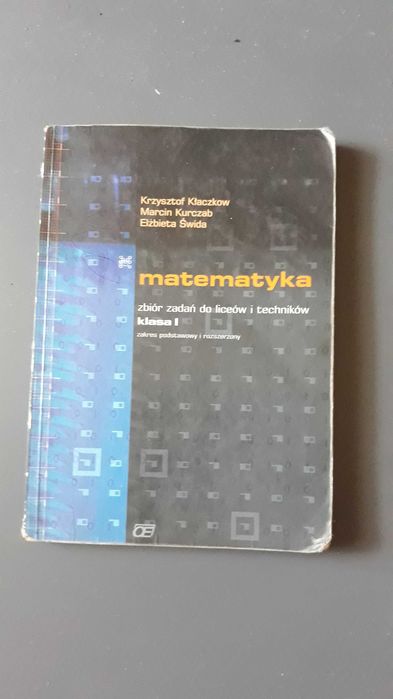 Krzysztof Kłaczkow
Marcin Kurczab
Elżbieta Świda
matematyka
zbiór zadań do liceów i techników
klasa I
zakres podstawowy i rozszerzony
OE